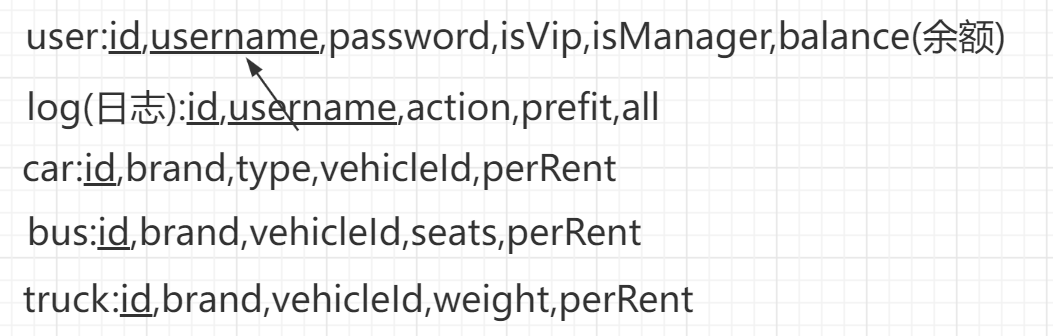 user:id,username,password,isVip,isManager,balance(余额)
log(日志):id,username,action,prefit,all
car:id,brand,type,vehicleId,perRent
bus:id,brand,vehicleId,seats,perRent
truck:id,brand,vehicleId,weight,perRent